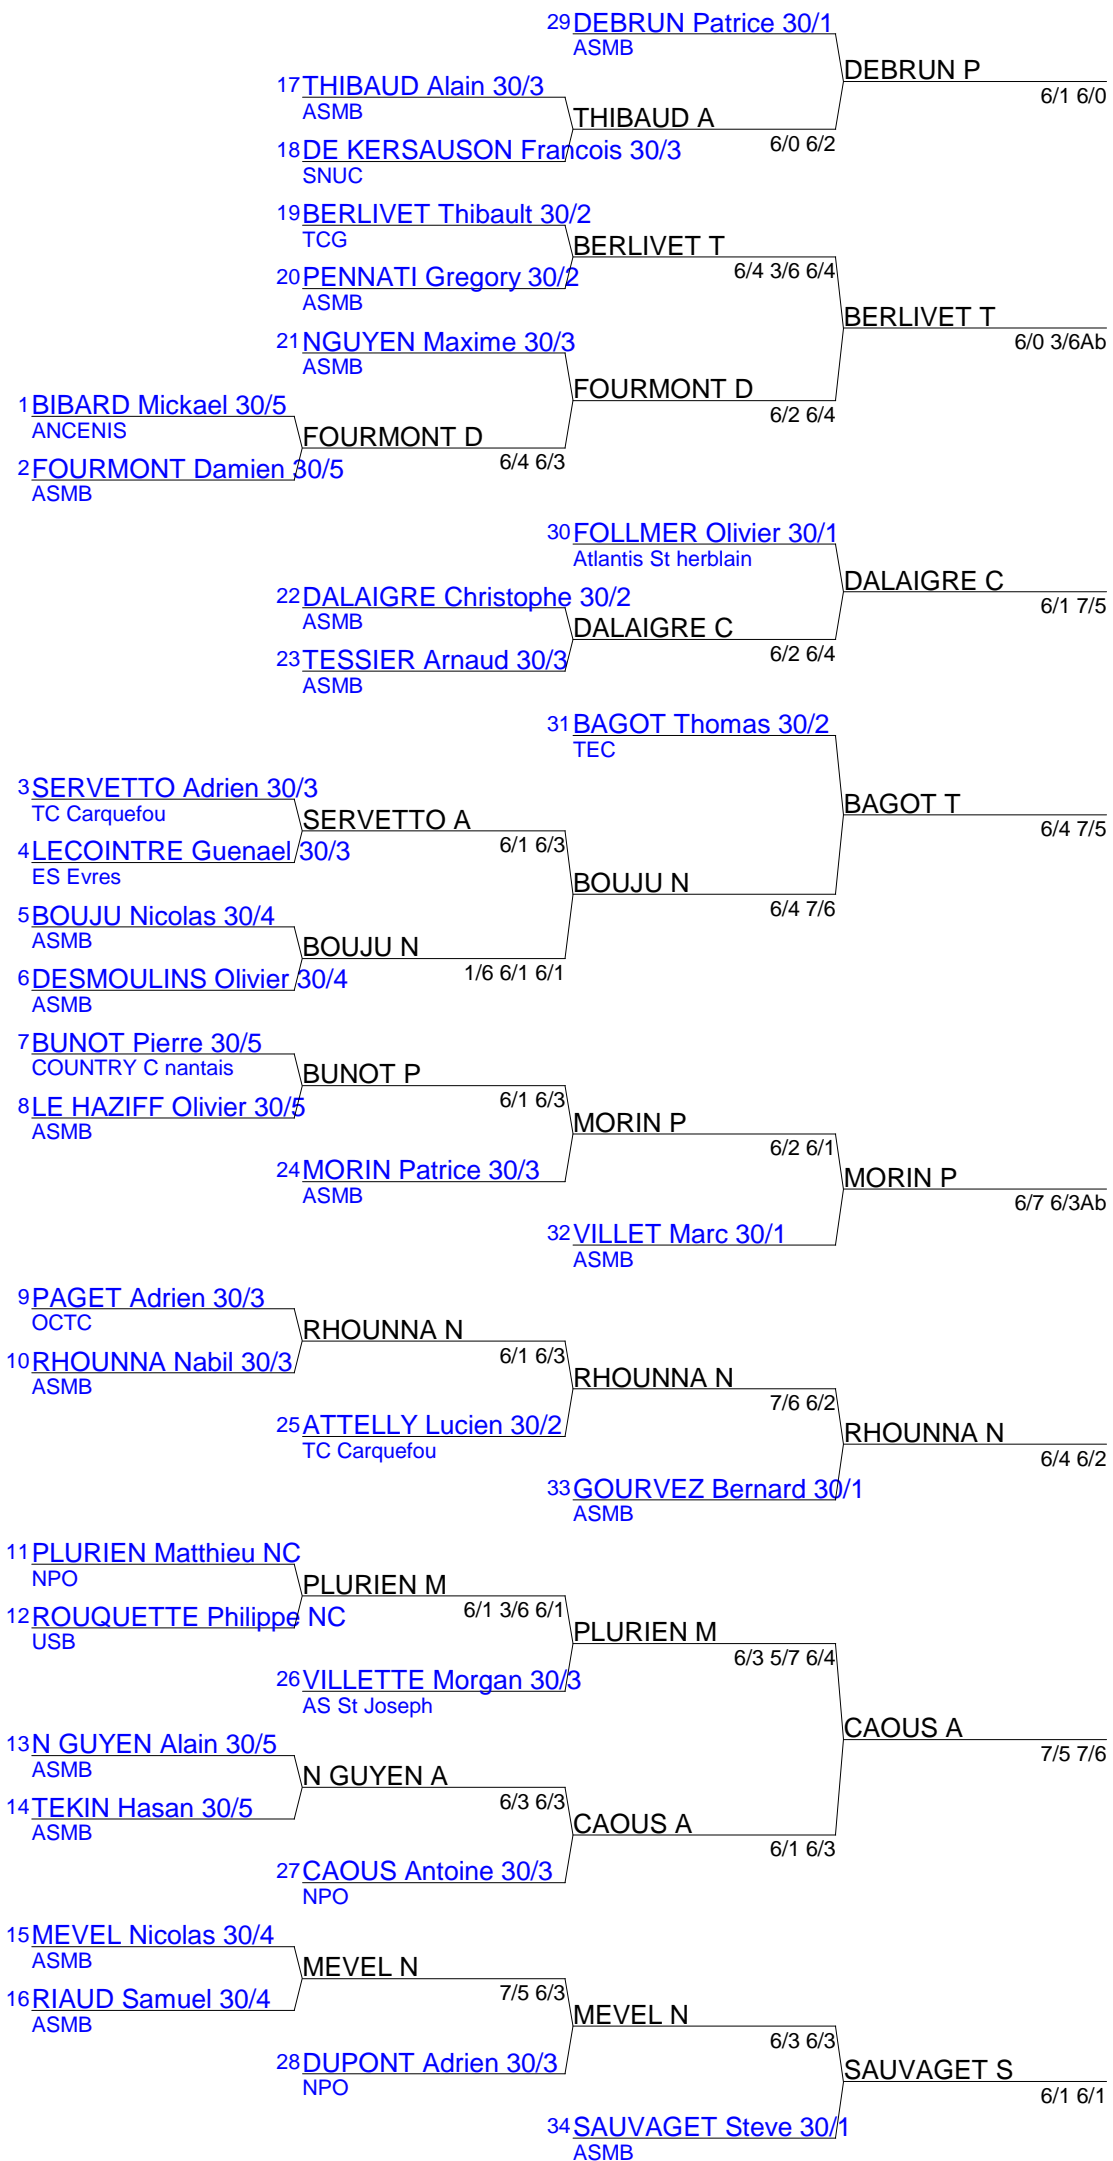 29 DEBRUN Patrice 30/1
ASMB
DEBRUN P
6/1 6/0
17 THIBAUD Alain 30/3
ASMB
THIBAUD A
6/0 6/2
18 DE KERSAUSON Francois 30/3
SNUC
19 BERLIVET Thibault 30/2
TCG
BERLIVET T
6/4 3/6 6/4
20 PENNATI Gregory 30/2
ASMB
BERLIVET T
6/0 3/6Ab
21 NGUYEN Maxime 30/3
ASMB
FOURMONT D
6/2 6/4
1 BIBARD Mickael 30/5
ANCENIS
FOURMONT D
6/4 6/3
2 FOURMONT Damien 30/5
ASMB
30 FOLLMER Olivier 30/1
Atlantis St herblain
DALAIGRE C
6/1 7/5
22 DALAIGRE Christophe 30/2
ASMB
DALAIGRE C
6/2 6/4
23 TESSIER Arnaud 30/3
ASMB
31 BAGOT Thomas 30/2
TEC
3 SERVETTO Adrien 30/3
TC Carquefou
BAGOT T
6/4 7/5
SERVETTO A
6/1 6/3
4 LECOINTRE Guenael 30/3
ES Evres
BOUJU N
6/4 7/6
5 BOUJU Nicolas 30/4
ASMB
BOUJU N
1/6 6/1 6/1
6 DESMOULINS Olivier 30/4
ASMB
7 BUNOT Pierre 30/5
COUNTRY C nantais
BUNOT P
6/1 6/3
8 LE HAZIFF Olivier 30/5
ASMB
MORIN P
6/2 6/1
24 MORIN Patrice 30/3
ASMB
MORIN P
6/7 6/3Ab
32 VILLET Marc 30/1
ASMB
9 PAGET Adrien 30/3
OCTC
RHOUNNA N
6/1 6/3
10 RHOUNNA Nabil 30/3
ASMB
RHOUNNA N
7/6 6/2
25 ATTELLY Lucien 30/2
TC Carquefou
RHOUNNA N
6/4 6/2
33 GOURVEZ Bernard 30/1
ASMB
11 PLURIEN Matthieu NC
NPO
PLURIEN M
6/1 3/6 6/1
12 ROUQUETTE Philippe NC
USB
PLURIEN M
6/3 5/7 6/4
26 VILLETTE Morgan 30/3
AS St Joseph
CAOUS A
7/5 7/6
13 N GUYEN Alain 30/5
ASMB
N GUYEN A
6/3 6/3
14 TEKIN Hasan 30/5
ASMB
CAOUS A
6/1 6/3
27 CAOUS Antoine 30/3
NPO
15 MEVEL Nicolas 30/4
ASMB
MEVEL N
7/5 6/3
16 RIAUD Samuel 30/4
ASMB
MEVEL N
6/3 6/3
28 DUPONT Adrien 30/3
NPO
SAUVAGET S
6/1 6/1
34 SAUVAGET Steve 30/1
ASMB